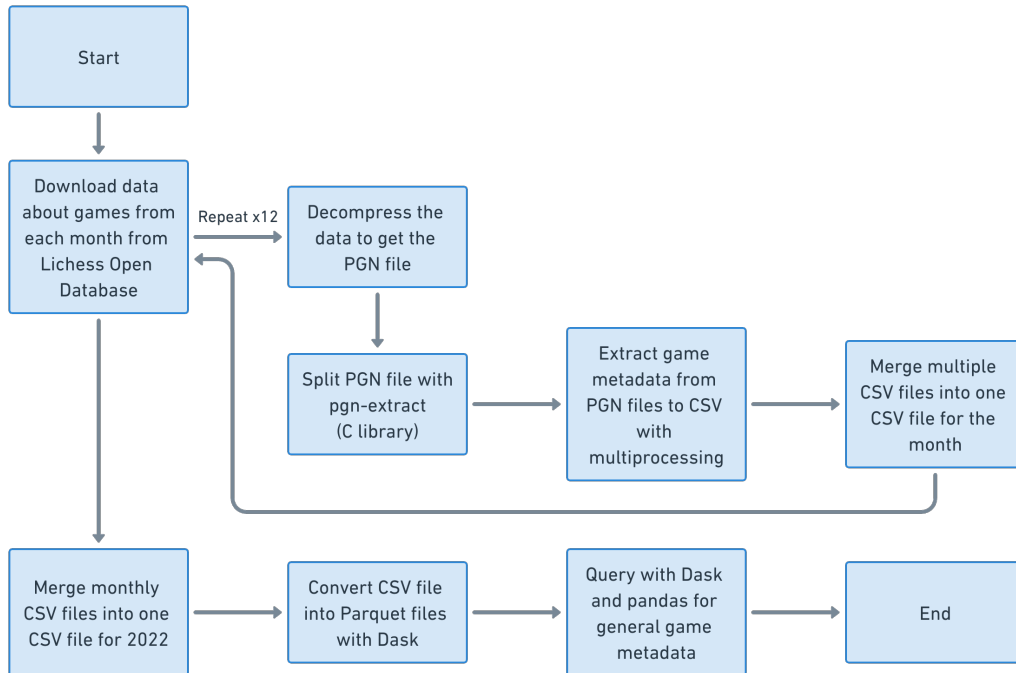 Start
Download data
about games from
each month from
Lichess Open
Database
Repeat x12
Decompress the
data to get the
PGN file
Split PGN file with
pgn-extract
(C library)
Extract game
metadata from
PGN files to CSV
with
multiprocessing
Merge multiple
CSV files into one
CSV file for the
month
Merge monthly
CSV files into one
CSV file for 2022
Convert CSV file
into Parquet files
with Dask
Query with Dask
and pandas for
general game
metadata
End